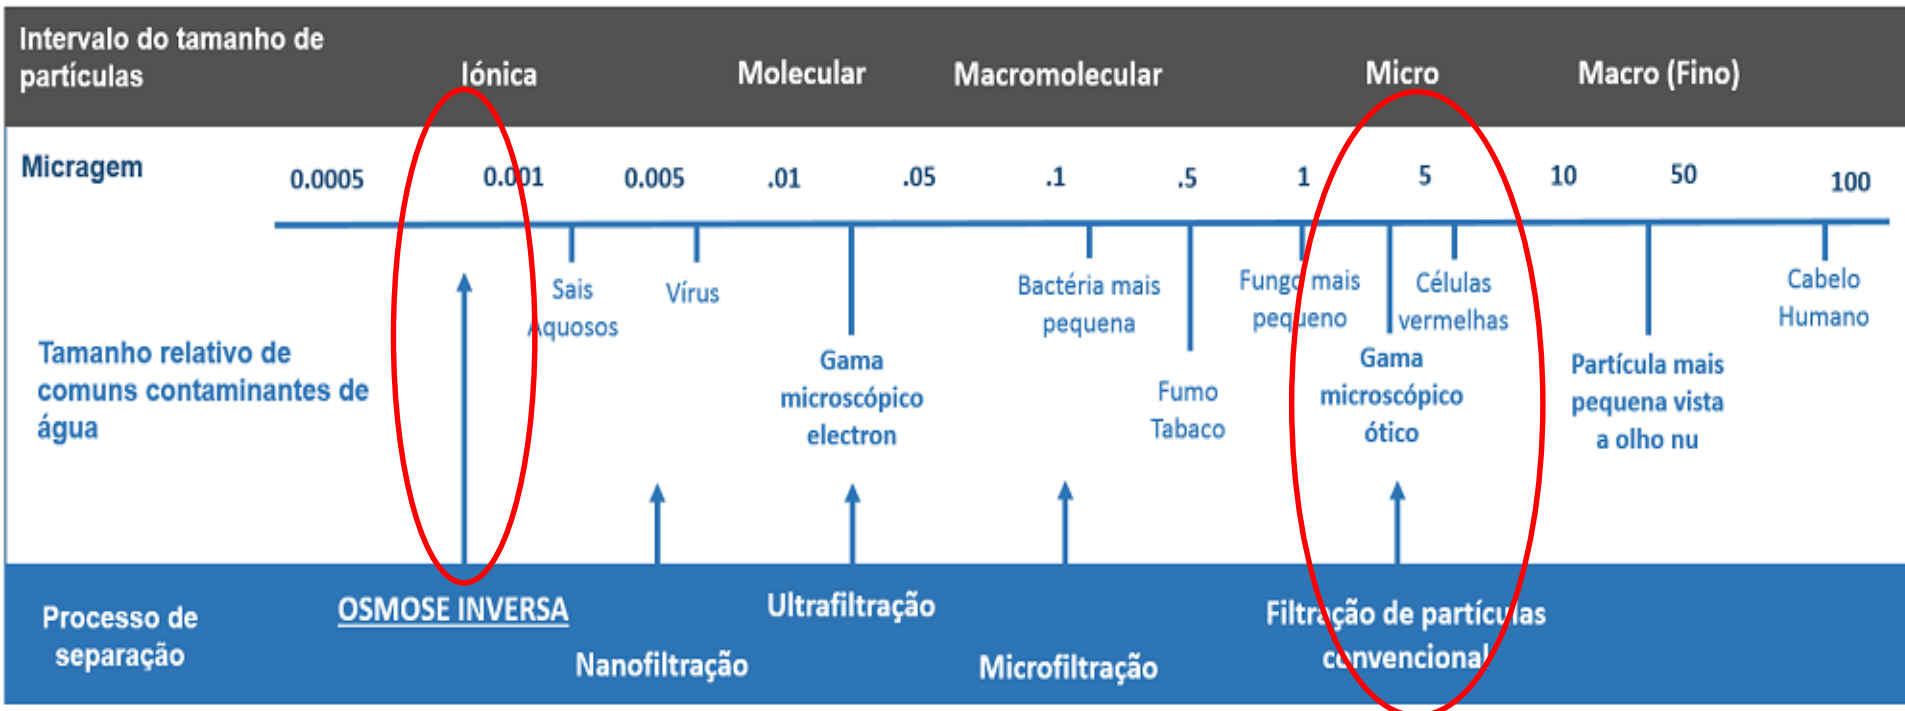 Intervalo do tamanho de
partículas
Iónica
Molecular
Macromolecular
Micro
Macro (Fino)
Micragem
0.0005
0.001
0.005
.01
.05
.1
.5
1
5
10
50
100
Tamanho relativo de
comuns contaminantes de
água
Sais
Aquosos
Vírus
Gama
microscópico
electron
Bactéria mais
pequena
Fumo
Tabaco
Fungo mais
pequeno
Gama
microscópico
ótico
Células
vermelhas
Partícula mais
pequena vista
a olho nu
Cabelo
Humano
Processo de
separação
OSMOSE INVERSA
Nanofiltração
Ultrafiltração
Microfiltração
Filtração de partículas
convencional